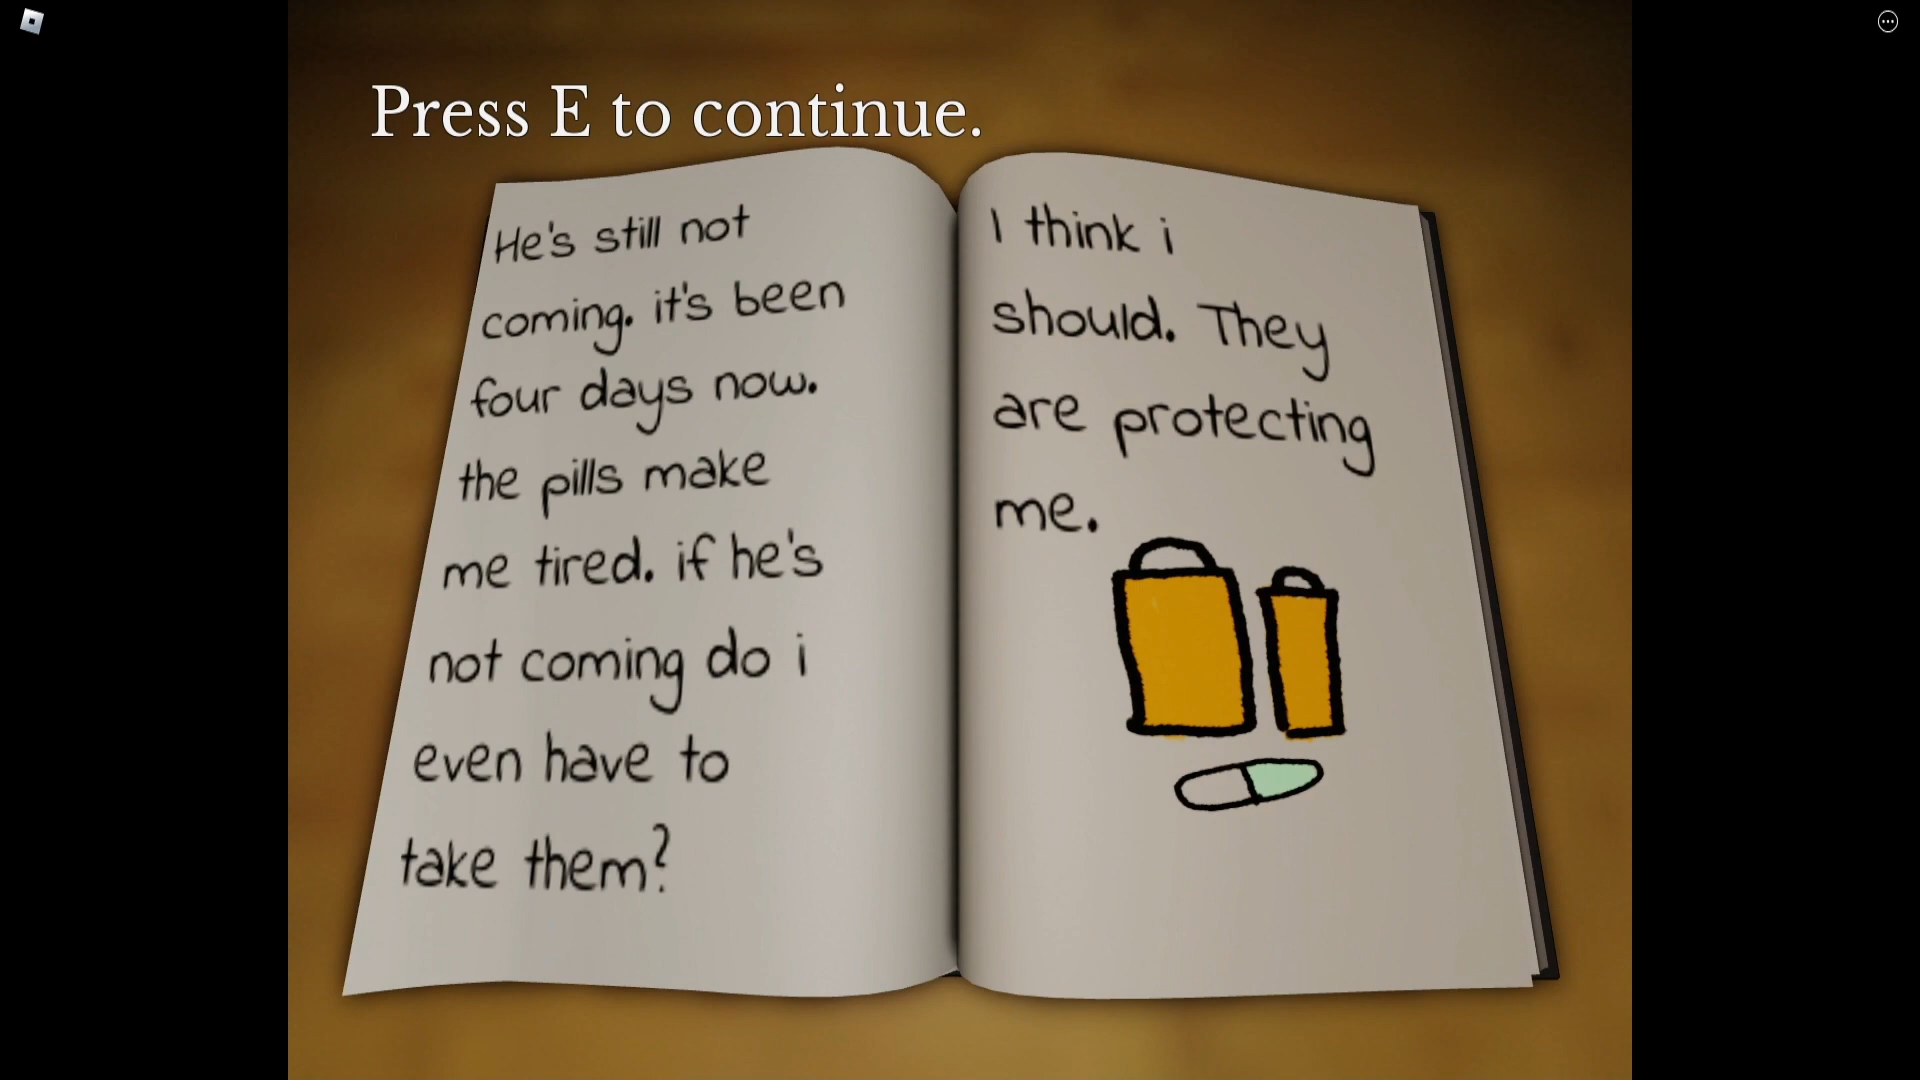 Press E to continue.
He's still not
coming. it's been
four days now.
the pills make
me tired. if he's
not coming do i
even have to
take them?
I think i
should. They
are protecting
me.